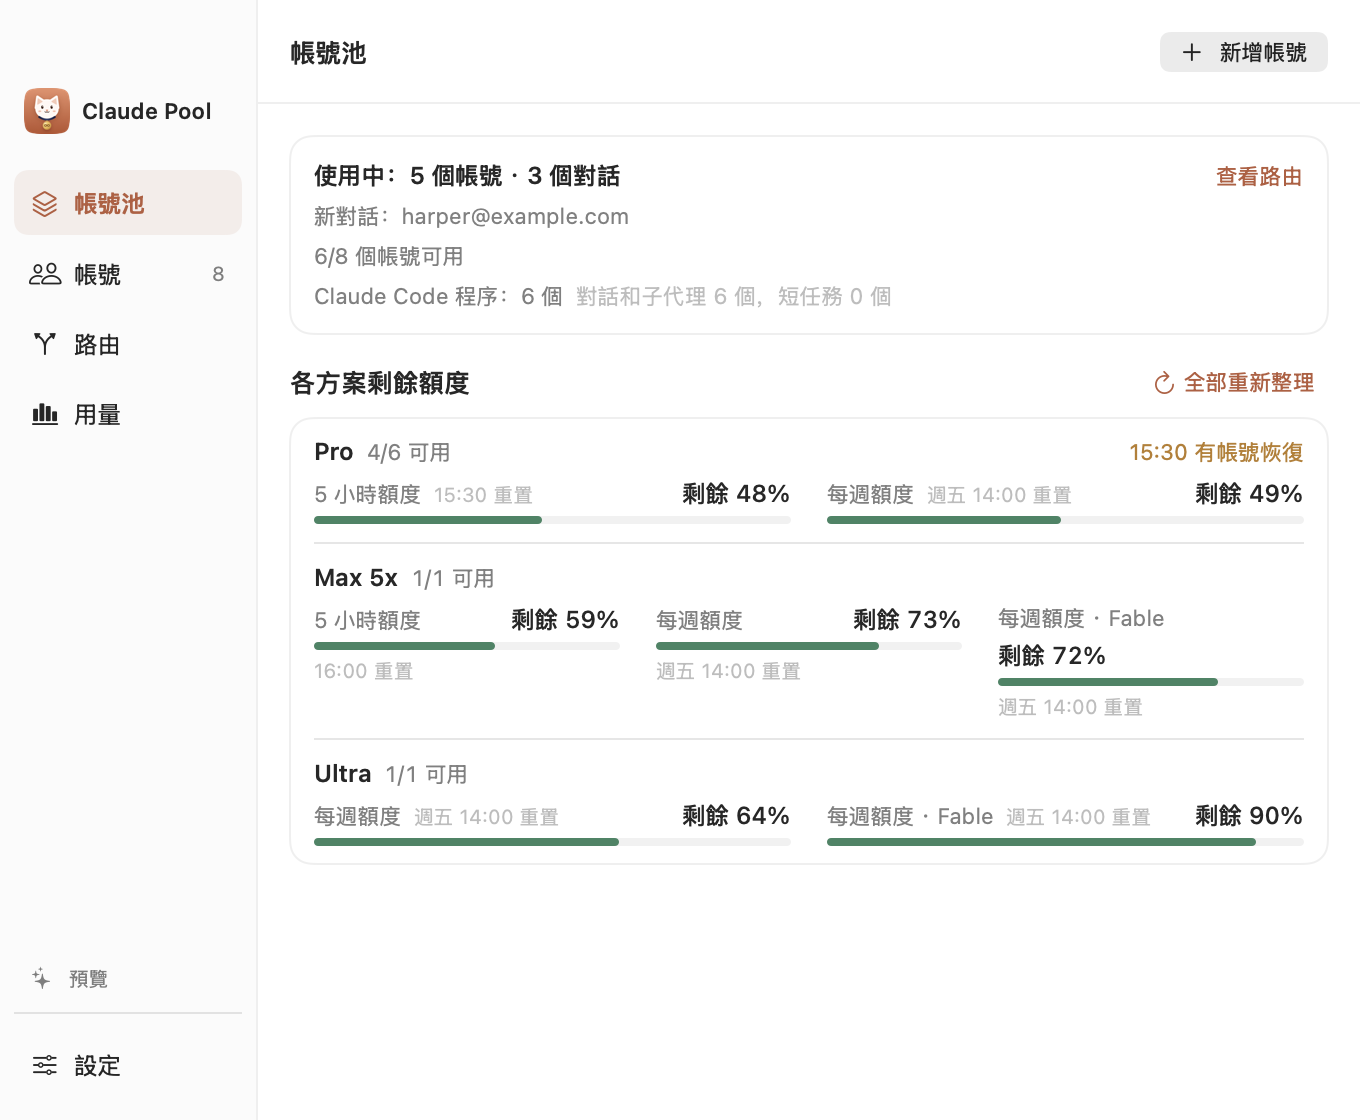 Claude Pool
帳號池
帳號 8
路由
用量
預覽
設定
帳號池
新增帳號
使用中：5 個帳號 · 3 個對話
查看路由
新對話：harper@example.com
6/8 個帳號可用
Claude Code 程序：6 個 對話和子代理 6 個，短任務 0 個
各方案剩餘額度
全部重新整理
Pro 4/6 可用
15:30 有帳號恢復
5 小時額度 15:30 重置 剩餘 48%
每週額度 週五 14:00 重置 剩餘 49%
Max 5x 1/1 可用
5 小時額度 剩餘 59%
16:00 重置
每週額度 剩餘 73%
週五 14:00 重置
每週額度 · Fable
剩餘 72%
週五 14:00 重置
Ultra 1/1 可用
每週額度 週五 14:00 重置 剩餘 64%
每週額度 · Fable 週五 14:00 重置 剩餘 90%